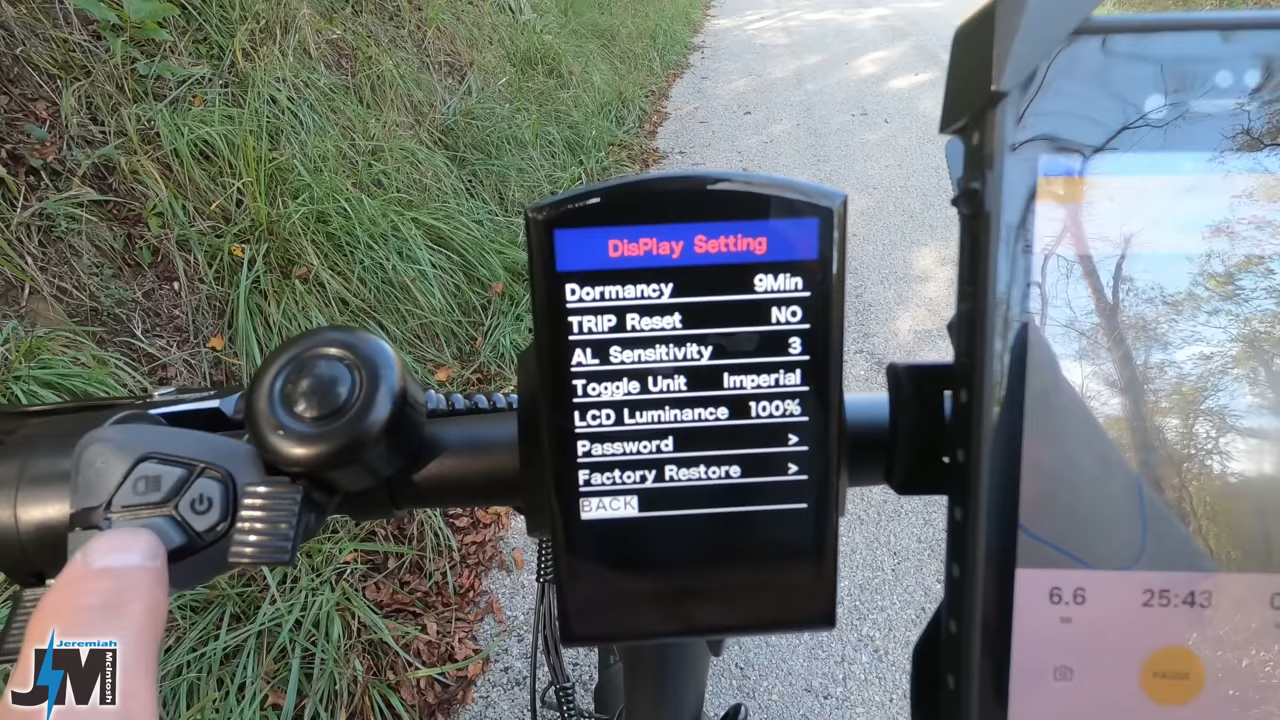 DisPlay Setting
Dormancy 9Min
TRIP Reset NO
AL Sensitivity 3
Toggle Unit Imperial
LCD Luminance 100%
Password >
Factory Restore >
BACK
6.6 25:43
PAUSE
Jeremiah
McIntosh
JM